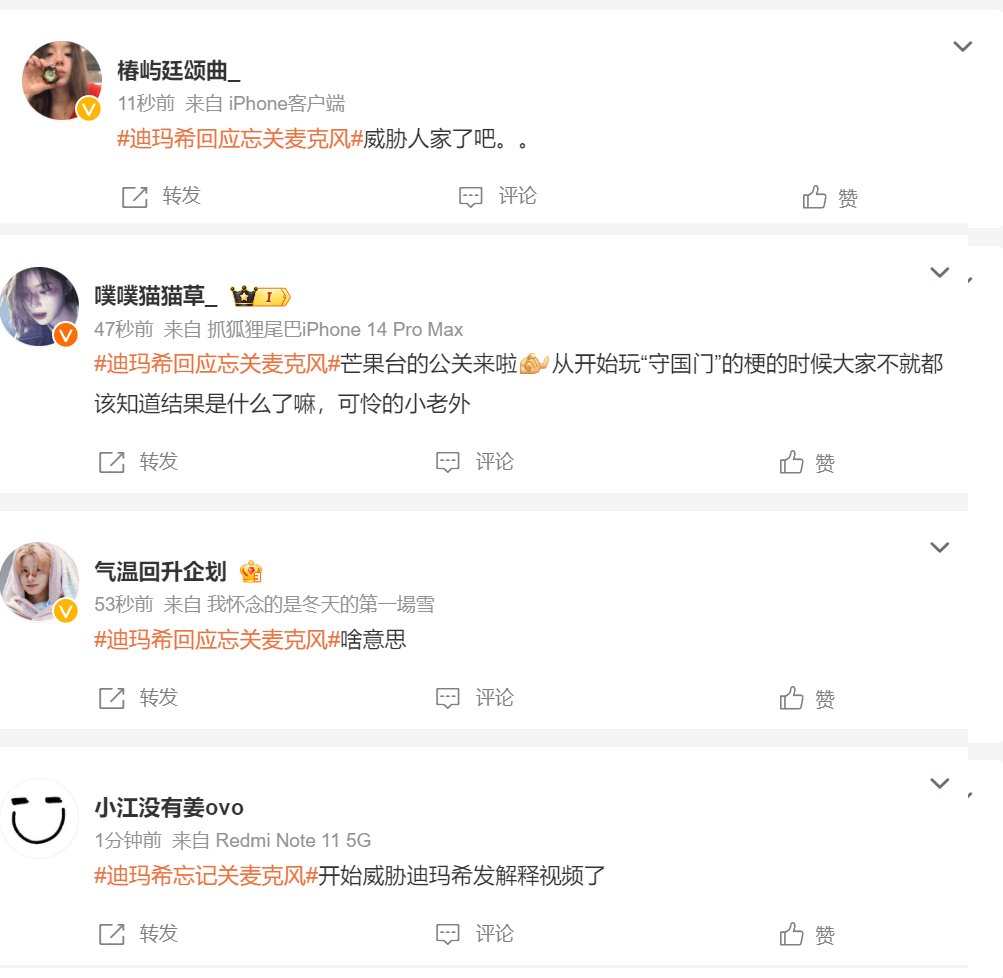 椿屿廷颂曲_
11秒前 来自 iPhone客户端
#迪玛希回应忘关麦克风#威胁人家了吧。。
转发 评论 赞
噗噗猫猫草_ I
47秒前 来自 抓狐狸尾巴iPhone 14 Pro Max
#迪玛希回应忘关麦克风#芒果台的公关来啦从开始玩“守国门”的梗的时候大家不就都
该知道结果是什么了嘛，可怜的小老外
转发 评论 赞
气温回升企划
53秒前 来自 我怀念的是冬天的第一場雪
#迪玛希回应忘关麦克风#啥意思
转发 评论 赞
小江没有姜ovo
1分钟前 来自 Redmi Note 11 5G
#迪玛希忘记关麦克风#开始威胁迪玛希发解释视频了
转发 评论 赞